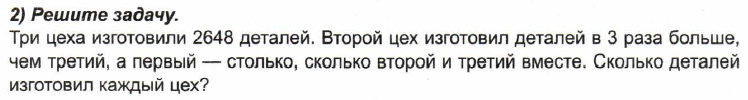 2) Решите задачу.
Три цеха изготовили 2648 деталей. Второй цех изготовил деталей в 3 раза больше,
чем третий, а первый — столько, сколько второй и третий вместе. Сколько деталей
изготовил каждый цех?